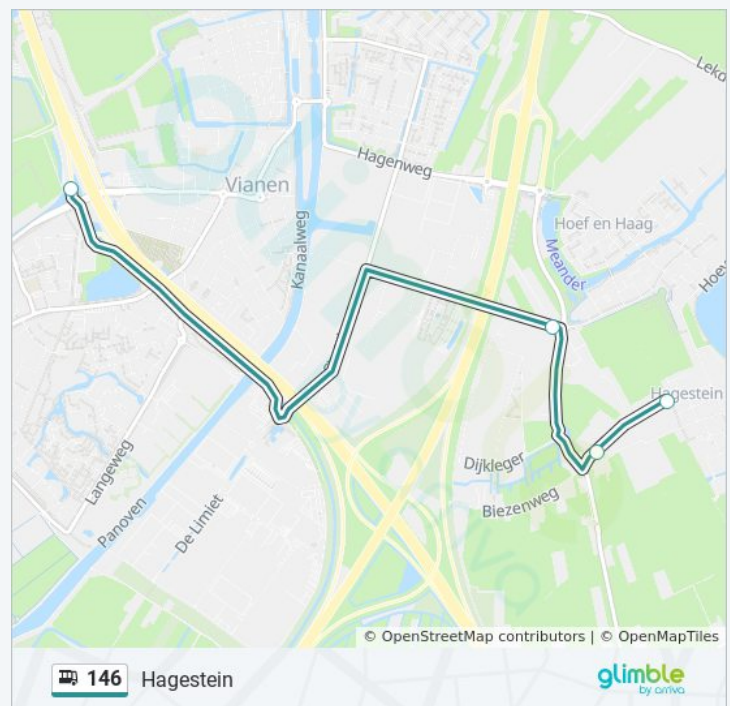 Leko
Hagenweg
Vianen
Hoef en Haag
Kanaalweg
Meander
Hoev
Hagestein
Dijkleger
Langeweg
Biezenweg
Panoven
De Limiet
© OpenStreetMap contributors | © OpenMapTiles
146 Hagestein
glimble
by arriva